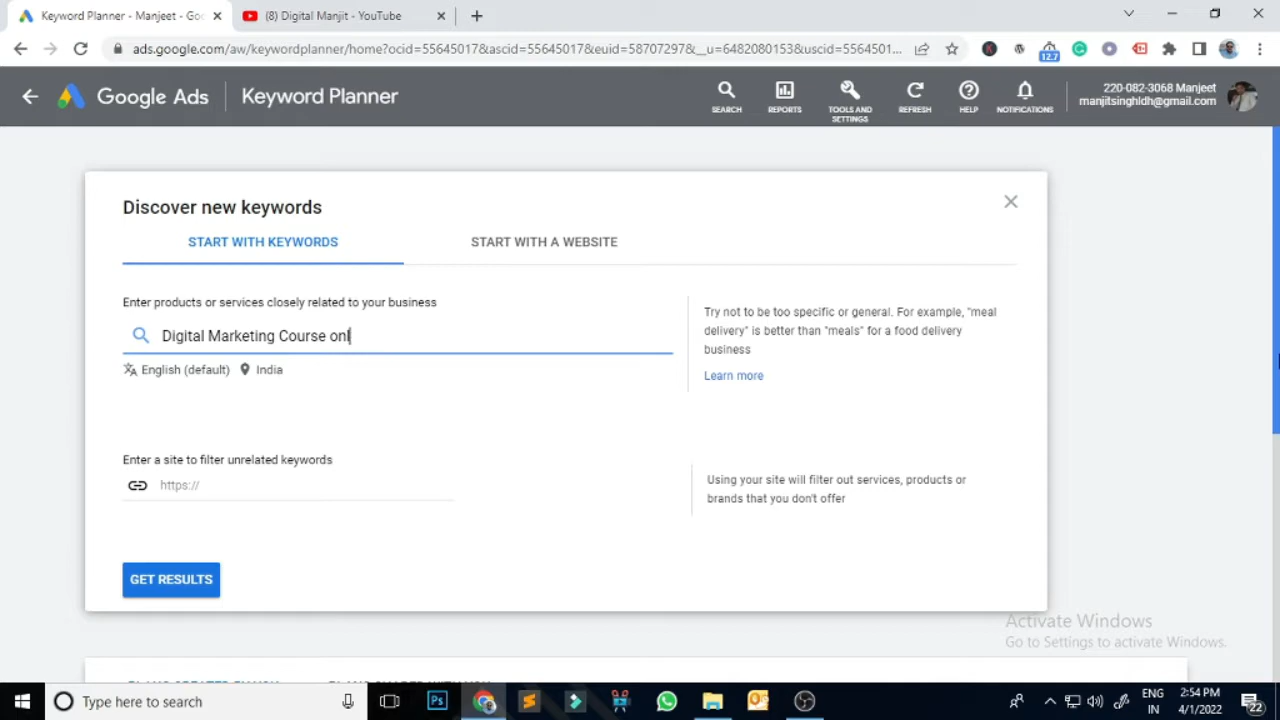 Keyword Planner - Manjeet - Goo
(8) Digital Manjit - YouTube
ads.google.com/aw/keywordplanner/home?ocid=55645017&ascid=55645017&euid=58707297&__u=6482080153&uscid=5564501...
12.7
Google Ads
Keyword Planner
SEARCH
REPORTS
TOOLS AND
SETTINGS
REFRESH
HELP
NOTIFICATIONS
220-082-3068 Manjeet
manjitsinghldh@gmail.com
Discover new keywords
START WITH KEYWORDS
START WITH A WEBSITE
Enter products or services closely related to your business
Digital Marketing Course onl
English (default)
India
Try not to be too specific or general. For example, "meal
delivery" is better than "meals" for a food delivery
business
Learn more
Enter a site to filter unrelated keywords
https://
Using your site will filter out services, products or
brands that you don't offer
GET RESULTS
Activate Windows
Go to Settings to activate Windows.
Type here to search
Ps
ENG
IN
2:54 PM
4/1/2022
22